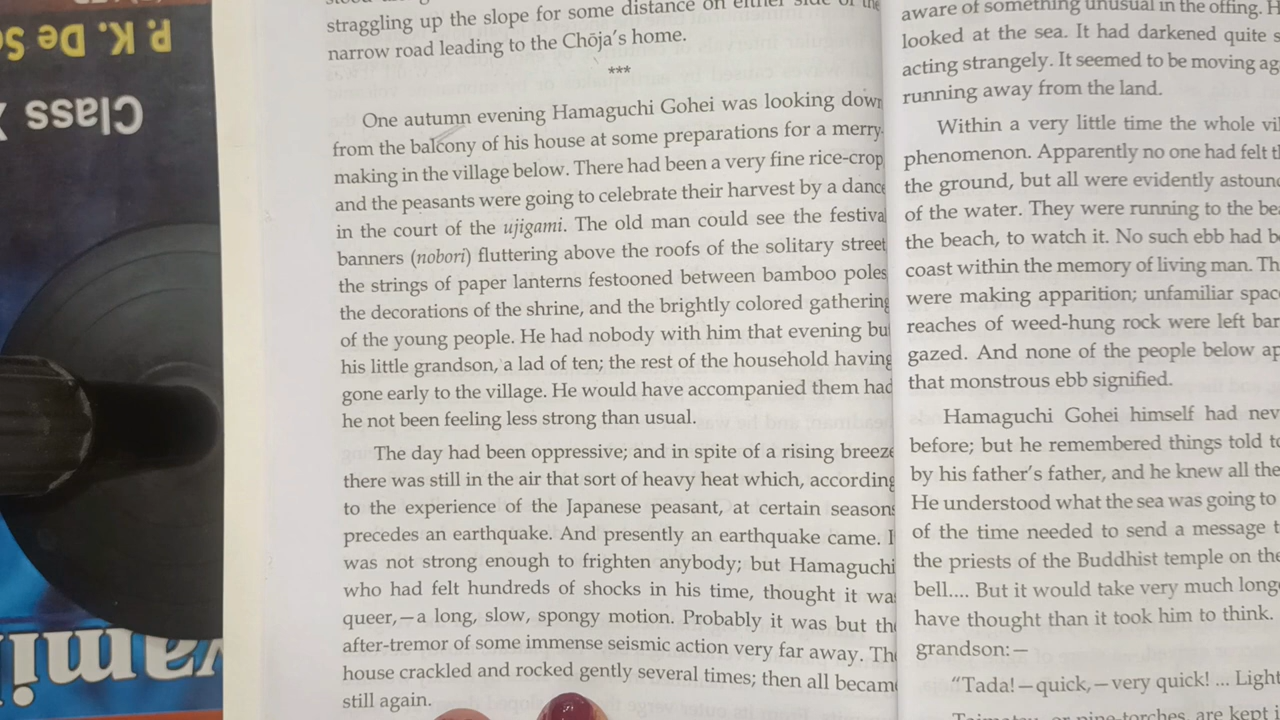 straggling up the slope for some distance on either side of the
narrow road leading to the Chōja's home.
***
One autumn evening Hamaguchi Gohei was looking down
from the balcony of his house at some preparations for a merry-
making in the village below. There had been a very fine rice-crop
and the peasants were going to celebrate their harvest by a dance
in the court of the ujigami. The old man could see the festiva
banners (nobori) fluttering above the roofs of the solitary street
the strings of paper lanterns festooned between bamboo poles
the decorations of the shrine, and the brightly colored gathering
of the young people. He had nobody with him that evening bu
his little grandson, a lad of ten; the rest of the household having
gone early to the village. He would have accompanied them had
he not been feeling less strong than usual.
The day had been oppressive; and in spite of a rising breeze
there was still in the air that sort of heavy heat which, according
to the experience of the Japanese peasant, at certain seasons
precedes an earthquake. And presently an earthquake came. I
was not strong enough to frighten anybody; but Hamaguchi
who had felt hundreds of shocks in his time, thought it was
queer,—a long, slow, spongy motion. Probably it was but the
after-tremor of some immense seismic action very far away. The
house crackled and rocked gently several times; then all became
still again.
aware of something unusual in the offing. H
looked at the sea. It had darkened quite s
acting strangely. It seemed to be moving ag
running away from the land.
Within a very little time the whole vil
phenomenon. Apparently no one had felt t
the ground, but all were evidently astoun
of the water. They were running to the be
the beach, to watch it. No such ebb had b
coast within the memory of living man. Th
were making apparition; unfamiliar spac
reaches of weed-hung rock were left bar
gazed. And none of the people below ap
that monstrous ebb signified.
Hamaguchi Gohei himself had nev
before; but he remembered things told to
by his father's father, and he knew all the
He understood what the sea was going to
of the time needed to send a message t
the priests of the Buddhist temple on the
bell.... But it would take very much long
have thought than it took him to think.
grandson:—
"Tada!—quick,—very quick! ... Light
or pine-torches, are kept i
P. K. De S
Class X